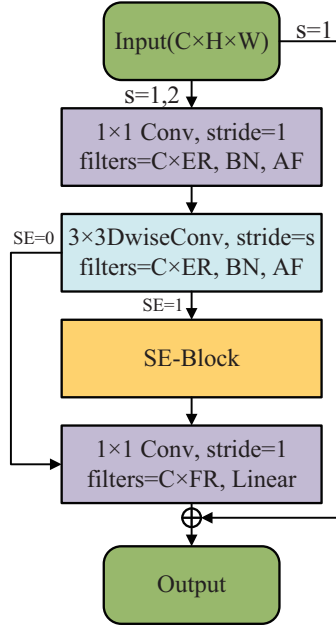 Input(C×H×W)
s=1
s=1,2
1×1 Conv, stride=1
filters=C×ER, BN, AF
SE=0
3×3DwiseConv, stride=s
filters=C×ER, BN, AF
SE=1
SE-Block
1×1 Conv, stride=1
filters=C×FR, Linear
Output